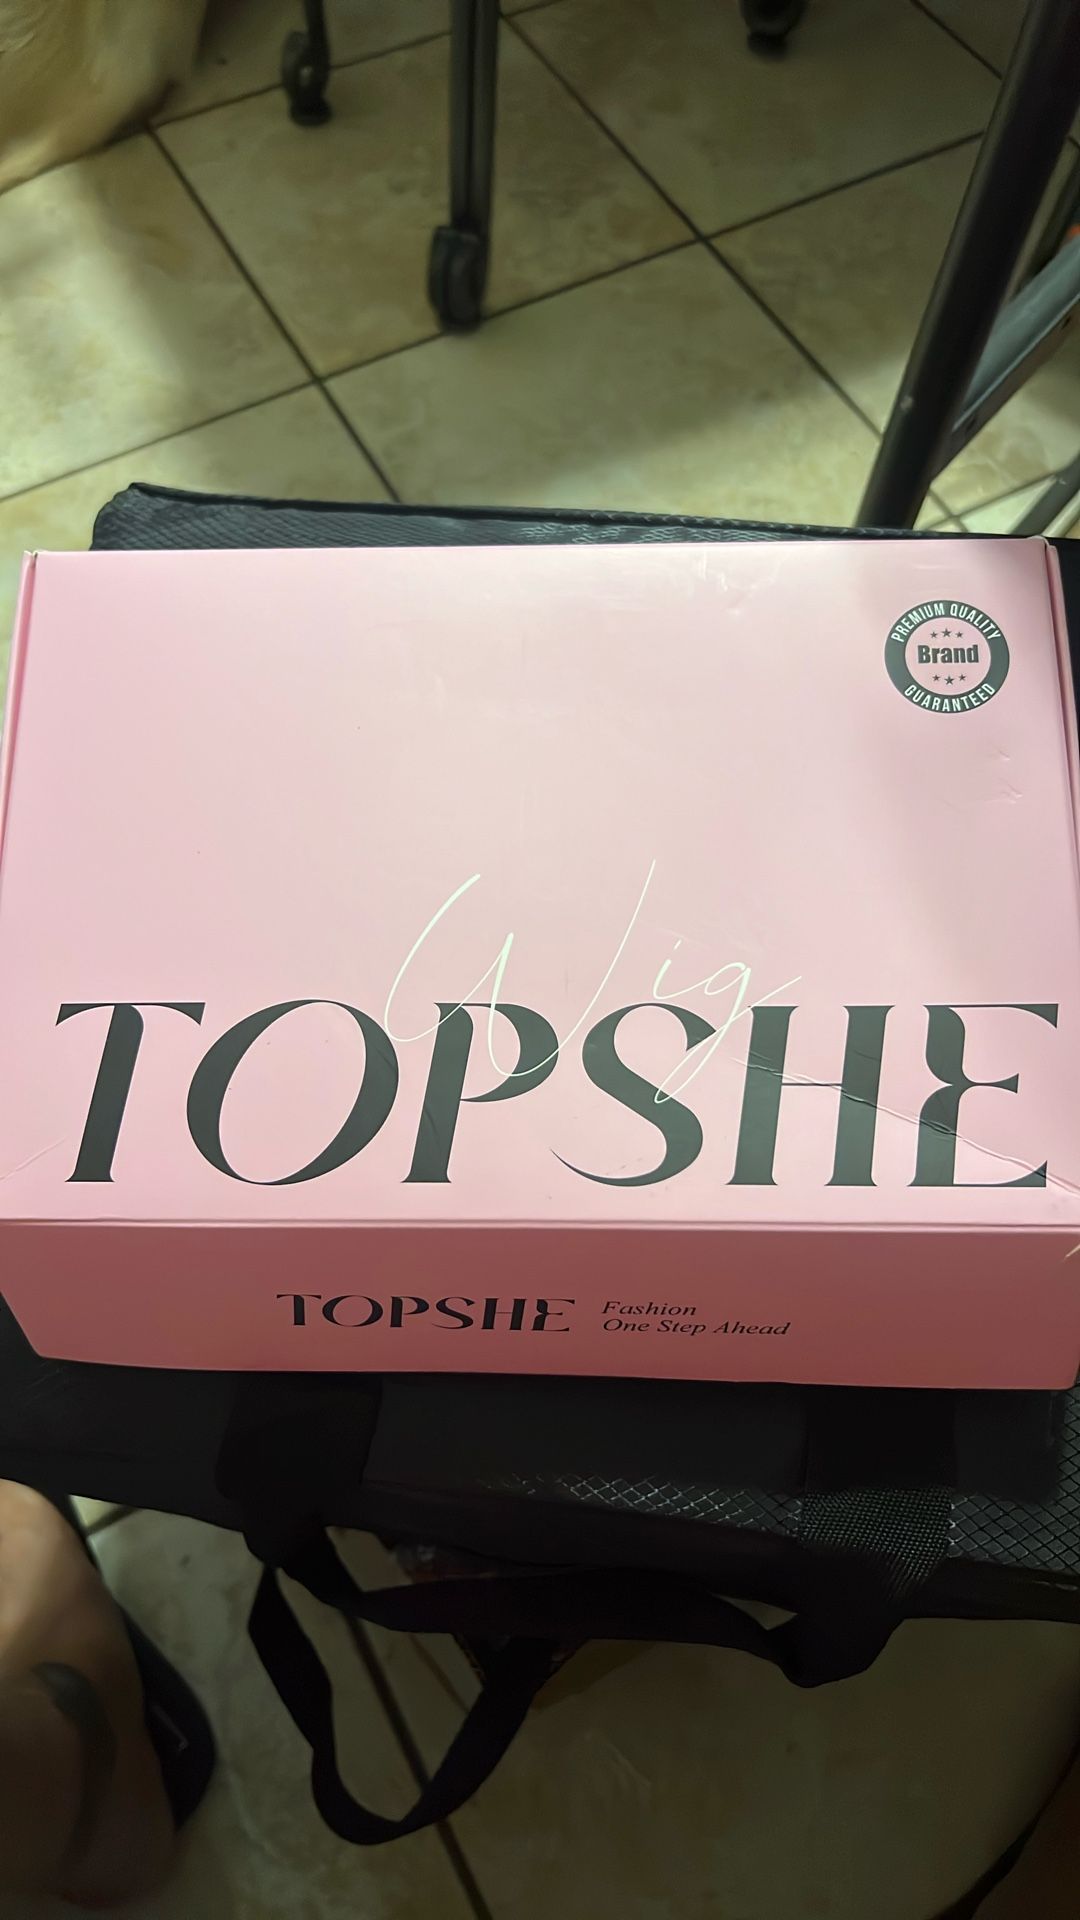 PREMIUM QUALITY
Brand
GUARANTEED
Wig
TOPSHE
TOPSHE
Fashion
One Step Ahead